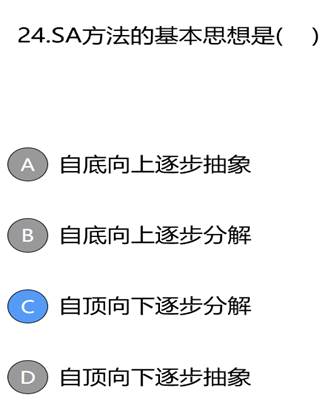 24.SA方法的基本思想是( )
A 自底向上逐步抽象
B 自底向上逐步分解
C 自顶向下逐步分解
D 自顶向下逐步抽象